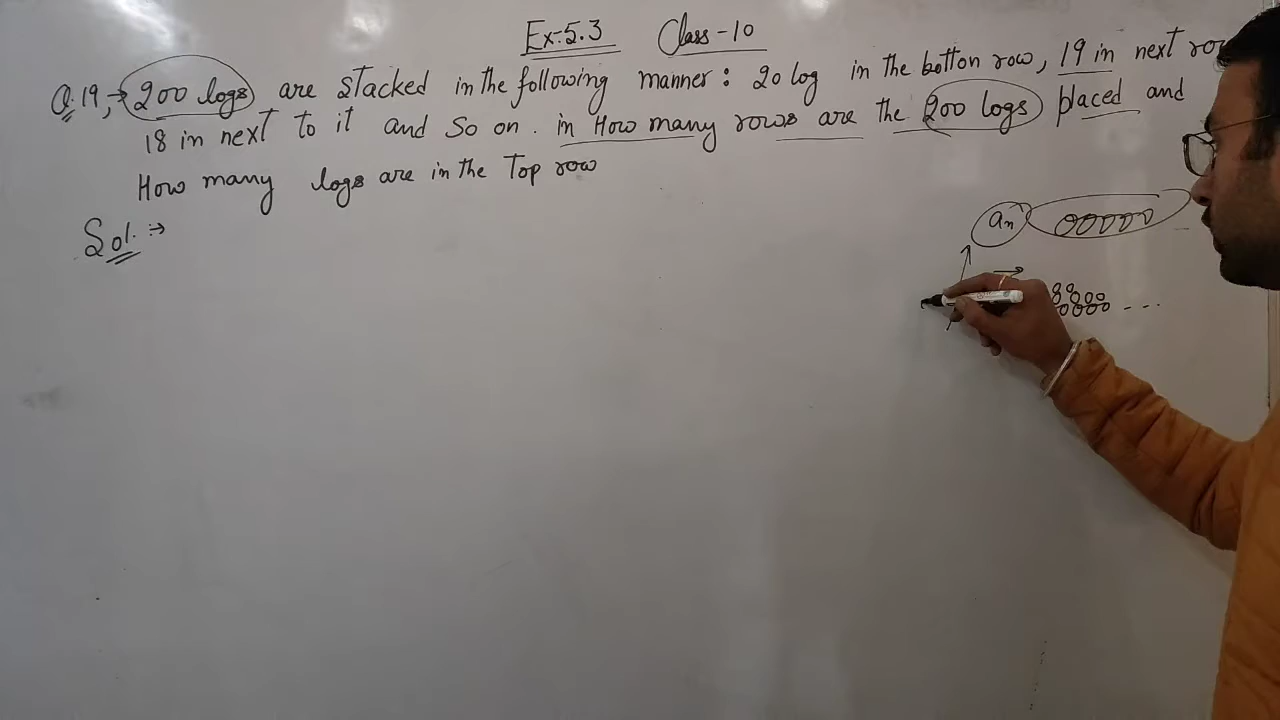 Ex:-5.3 Class-10
Q.19,→ 200 logs are stacked in the following manner: 20 log in the botton row, 19 in next row
18 in next to it and So on. in How many rows are the 200 logs placed and
How many logs are in the Top row
Sol. :→
an